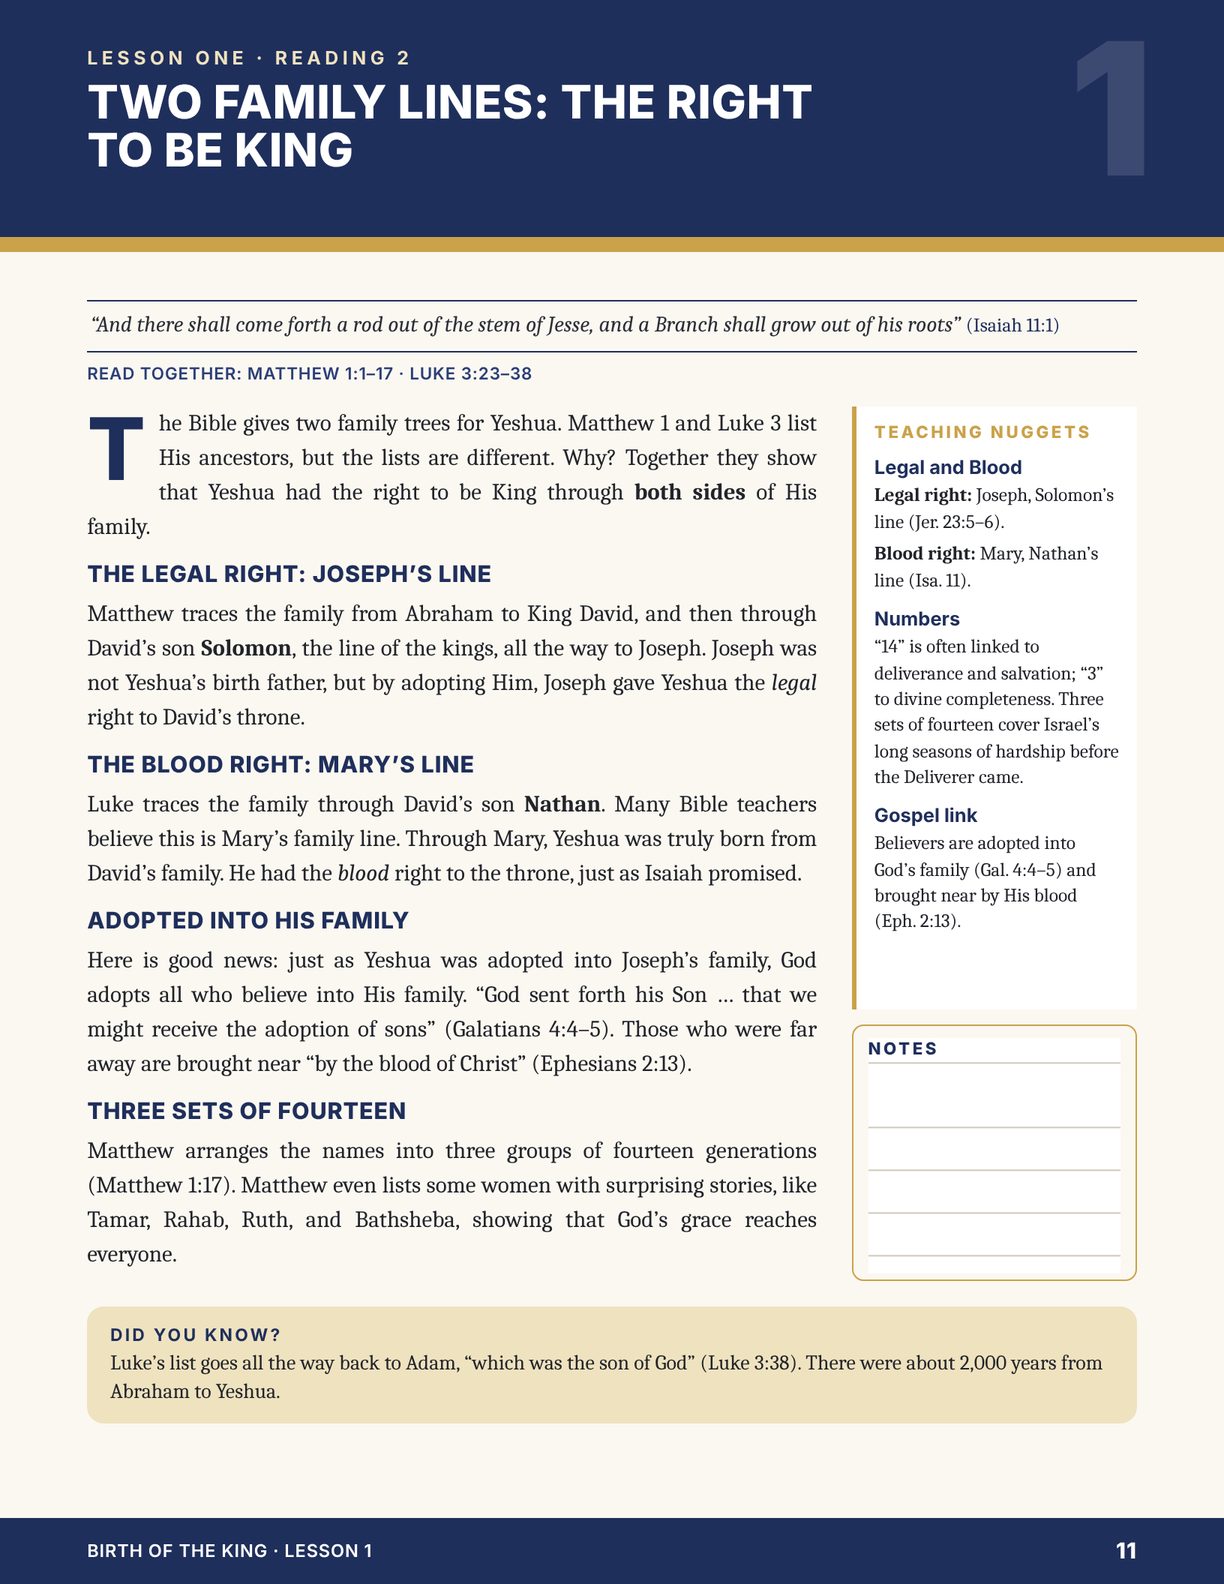 LESSON ONE · READING 2
1
TWO FAMILY LINES: THE RIGHT
TO BE KING
“And there shall come forth a rod out of the stem of Jesse, and a Branch shall grow out of his roots” (Isaiah 11:1)
READ TOGETHER: MATTHEW 1:1–17 · LUKE 3:23–38
The Bible gives two family trees for Yeshua. Matthew 1 and Luke 3 list
His ancestors, but the lists are different. Why? Together they show
that Yeshua had the right to be King through both sides of His
family.
THE LEGAL RIGHT: JOSEPH’S LINE
Matthew traces the family from Abraham to King David, and then through
David’s son Solomon, the line of the kings, all the way to Joseph. Joseph was
not Yeshua’s birth father, but by adopting Him, Joseph gave Yeshua the legal
right to David’s throne.
THE BLOOD RIGHT: MARY’S LINE
Luke traces the family through David’s son Nathan. Many Bible teachers
believe this is Mary’s family line. Through Mary, Yeshua was truly born from
David’s family. He had the blood right to the throne, just as Isaiah promised.
ADOPTED INTO HIS FAMILY
Here is good news: just as Yeshua was adopted into Joseph’s family, God
adopts all who believe into His family. “God sent forth his Son … that we
might receive the adoption of sons” (Galatians 4:4–5). Those who were far
away are brought near “by the blood of Christ” (Ephesians 2:13).
THREE SETS OF FOURTEEN
Matthew arranges the names into three groups of fourteen generations
(Matthew 1:17). Matthew even lists some women with surprising stories, like
Tamar, Rahab, Ruth, and Bathsheba, showing that God’s grace reaches
everyone.
TEACHING NUGGETS
Legal and Blood
Legal right: Joseph, Solomon’s
line (Jer. 23:5–6).
Blood right: Mary, Nathan’s
line (Isa. 11).
Numbers
“14” is often linked to
deliverance and salvation; “3”
to divine completeness. Three
sets of fourteen cover Israel’s
long seasons of hardship before
the Deliverer came.
Gospel link
Believers are adopted into
God’s family (Gal. 4:4–5) and
brought near by His blood
(Eph. 2:13).
NOTES
DID YOU KNOW?
Luke’s list goes all the way back to Adam, “which was the son of God” (Luke 3:38). There were about 2,000 years from
Abraham to Yeshua.
BIRTH OF THE KING · LESSON 1
11